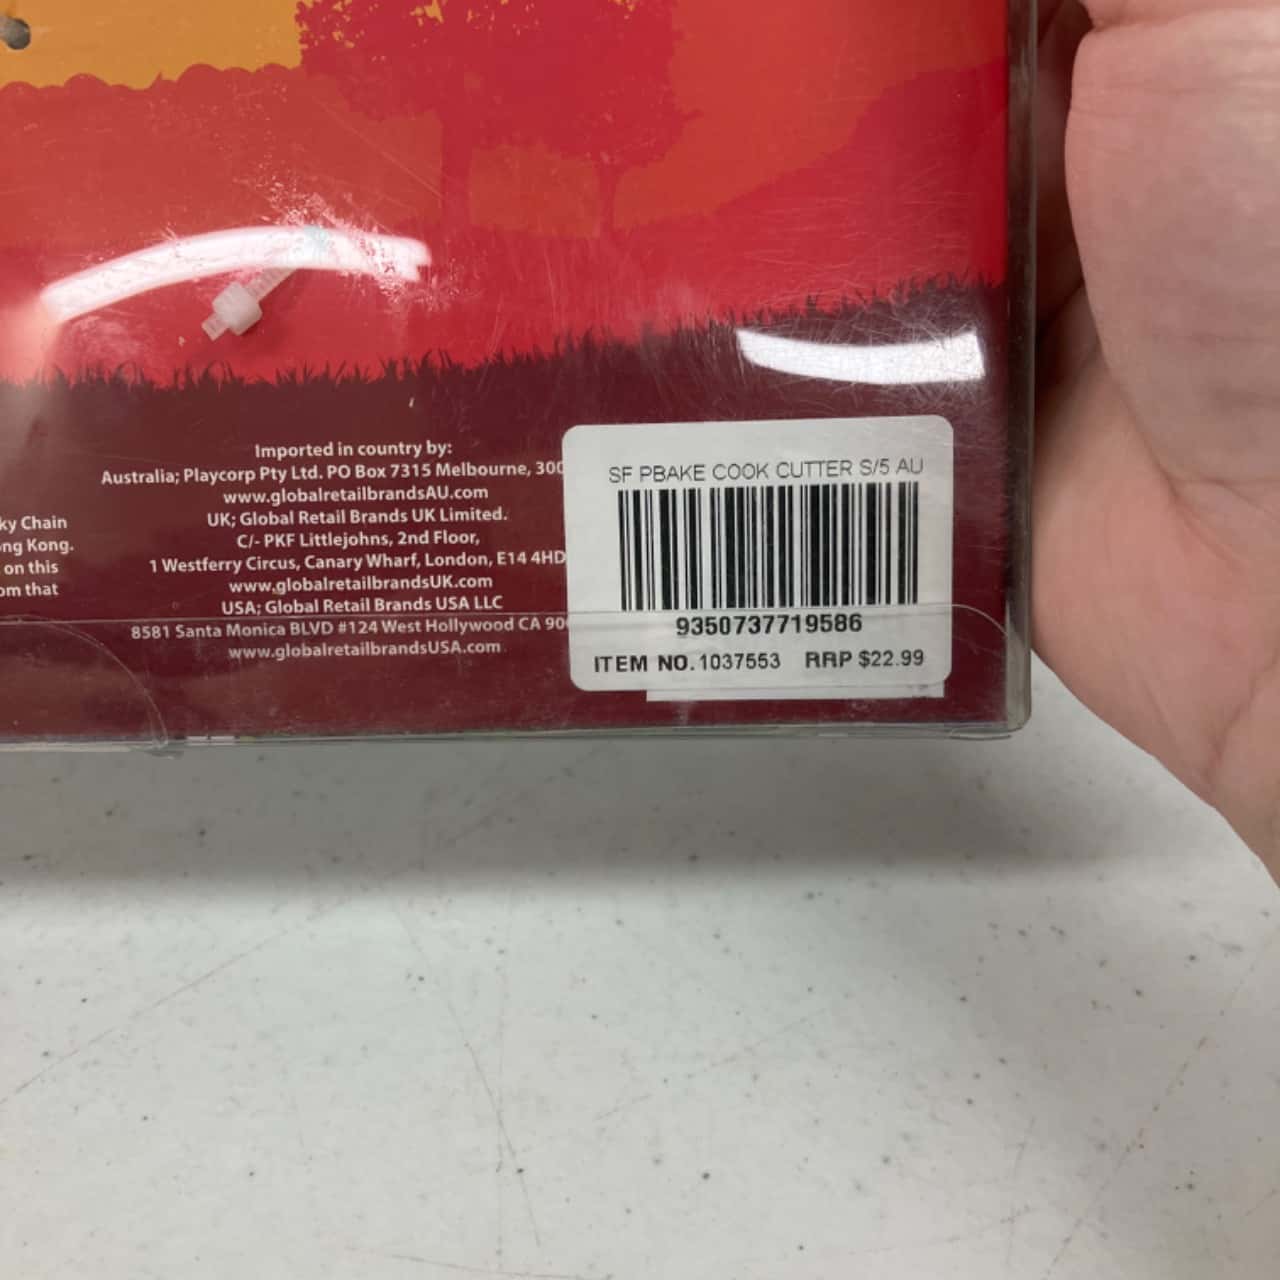 ky Chain
ng Kong.
on this
om that
Imported in country by:
Australia; Playcorp Pty Ltd. PO Box 7315 Melbourne, 300
www.globalretailbrandsAU.com
UK; Global Retail Brands UK Limited.
C/- PKF Littlejohns, 2nd Floor,
1 Westferry Circus, Canary Wharf, London, E14 4HD
www.globalretailbrandsUK.com
USA; Global Retail Brands USA LLC
8581 Santa Monica BLVD #124 West Hollywood CA 90
www.globalretailbrandsUSA.com
SF PBAKE COOK CUTTER S/5 AU
9350737719586
ITEM NO. 1037553 RRP $22.99